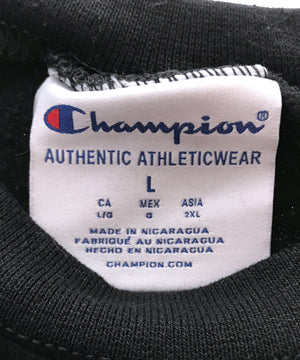 Champion®
AUTHENTIC ATHLETICWEAR
L
CA MEX ASIA
L/G G 2XL
MADE IN NICARAGUA
FABRIQUÉ AU NICARAGUA
HECHO EN NICARAGUA
CHAMPION.COM